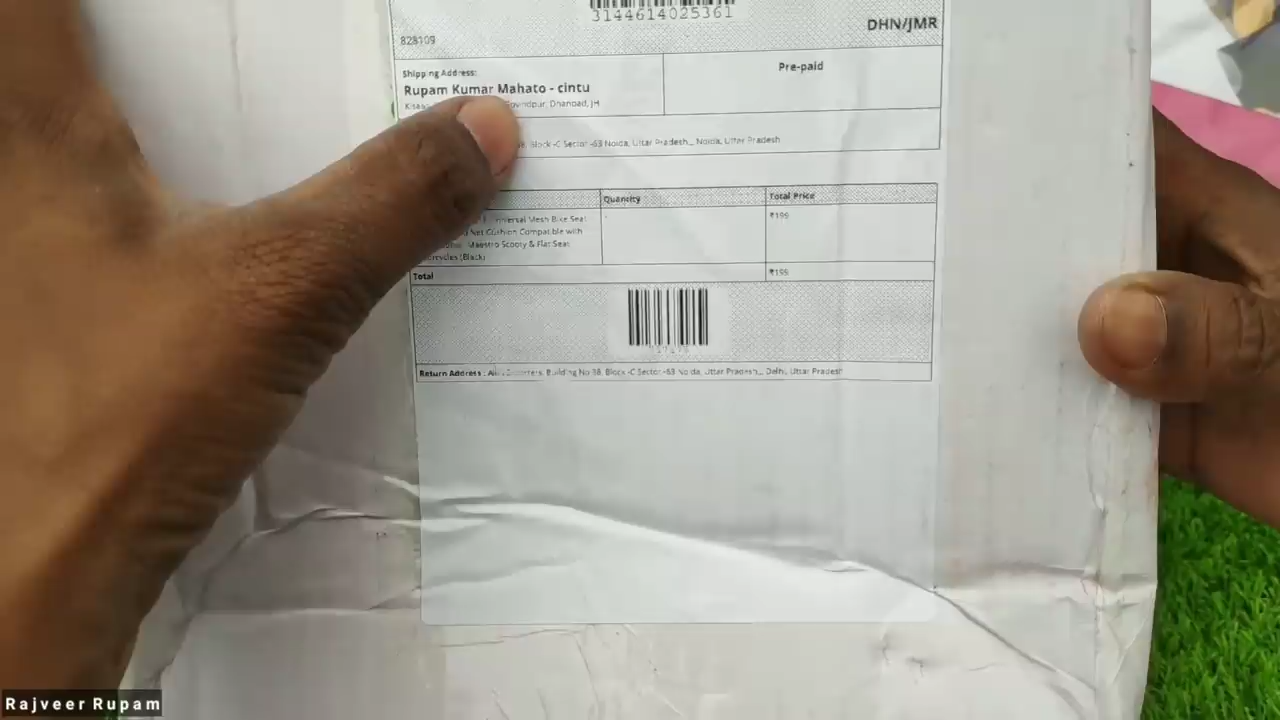 3144614025361
DHN/JMR
828109
Shipping Address:
Pre-paid
Rupam Kumar Mahato - cintu
Govindpur, Dhanbad, JH
Block -C Sector -63 Noida, Uttar Pradesh,, Noida, Uttar Pradesh
Quantity
Total Price
Universal Mesh Bike Seat
₹199
Net Cushion Compatible with
Maestro Scooty & Flat Seat
(Black)
Total
₹199
Return Address : Building No 38, Block -C Sector -63 Noida, Uttar Pradesh,, Delhi, Uttar Pradesh
Rajveer Rupam